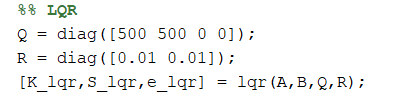 %% LQR
Q = diag([500 500 0 0]);
R = diag([0.01 0.01]);
[K_lqr,S_lqr,e_lqr] = lqr(A,B,Q,R);